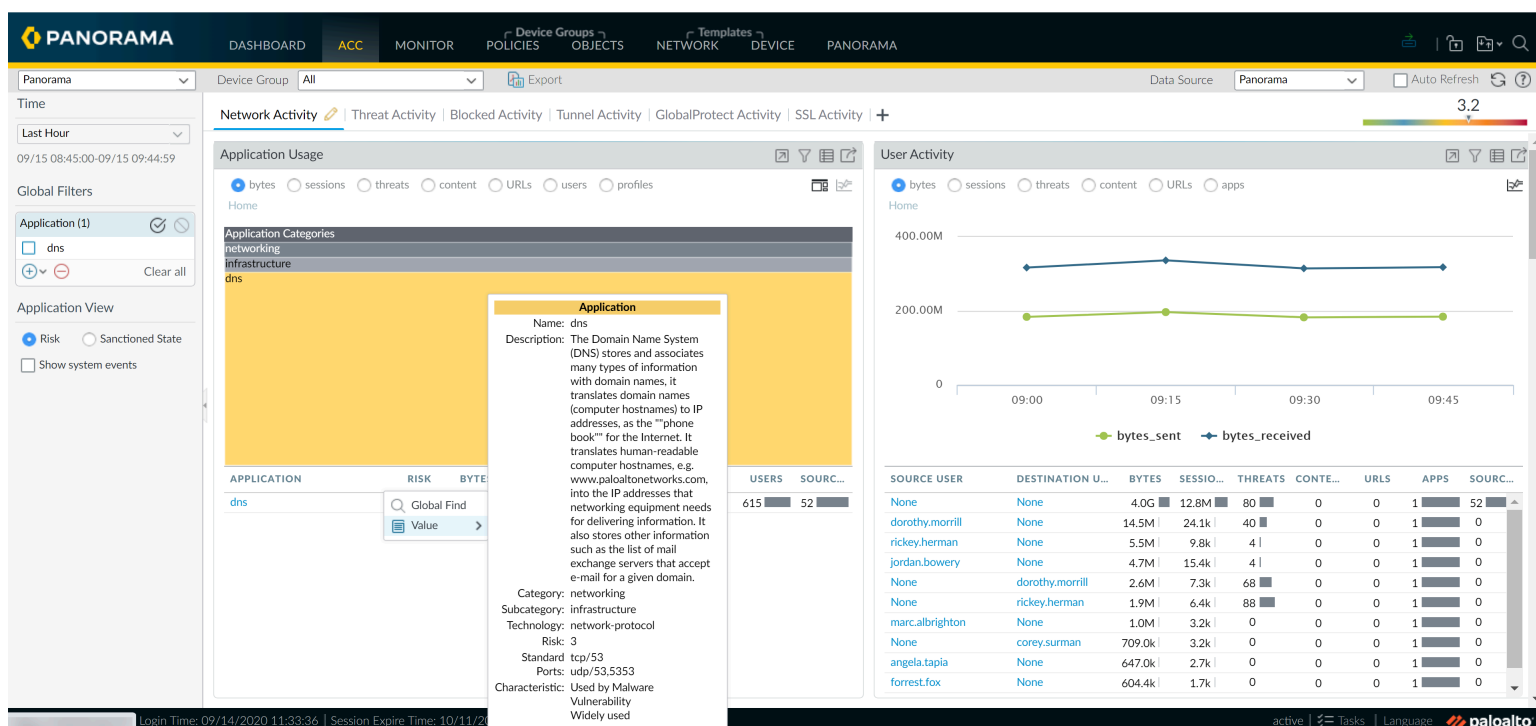 PANORAMA
DASHBOARD ACC MONITOR POLICIES OBJECTS NETWORK DEVICE PANORAMA
Device Groups
Templates
Panorama
Device Group All Export Data Source Panorama Auto Refresh
Time
Last Hour
09/15 08:45:00-09/15 09:44:59
Global Filters
Application (1)
dns
Clear all
Application View
Risk Sanctioned State
Show system events
Network Activity Threat Activity Blocked Activity Tunnel Activity GlobalProtect Activity SSL Activity
3.2
Application Usage
bytes sessions threats content URLs users profiles
Home
Application Categories
networking
infrastructure
dns
APPLICATION RISK BYTE USERS SOURC...
dns 615 52
Global Find
Value
Application
Name: dns
Description: The Domain Name System
(DNS) stores and associates
many types of information
with domain names, it
translates domain names
(computer hostnames) to IP
addresses, as the ""phone
book"" for the Internet. It
translates human-readable
computer hostnames, e.g.
www.paloaltonetworks.com,
into the IP addresses that
networking equipment needs
for delivering information. It
also stores other information
such as the list of mail
exchange servers that accept
e-mail for a given domain.
Category: networking
Subcategory: infrastructure
Technology: network-protocol
Risk: 3
Standard tcp/53
Ports: udp/53,5353
Characteristic: Used by Malware
Vulnerability
Widely used
User Activity
bytes sessions threats content URLs apps
Home
400.00M
200.00M
0
09:00 09:15 09:30 09:45
bytes_sent bytes_received
SOURCE USER DESTINATION U... BYTES SESSIO... THREATS CONTE... URLS APPS SOURC...
None None 4.0G 12.8M 80 0 0 1 52
dorothy.morrill None 14.5M 24.1k 40 0 0 1 0
rickey.herman None 5.5M 9.8k 4 0 0 1 0
jordan.bowery None 4.7M 15.4k 4 0 0 1 0
None dorothy.morrill 2.6M 7.3k 68 0 0 1 0
None rickey.herman 1.9M 6.4k 88 0 0 1 0
marc.albrighton None 1.0M 3.2k 0 0 0 1 0
None corey.surman 709.0k 3.2k 0 0 0 1 0
angela.tapia None 647.0k 2.7k 0 0 0 1 0
forrest.fox None 604.4k 1.7k 0 0 0 1 0
Login Time: 09/14/2020 11:33:36 | Session Expire Time: 10/11/20
active | Tasks | Language paloalto